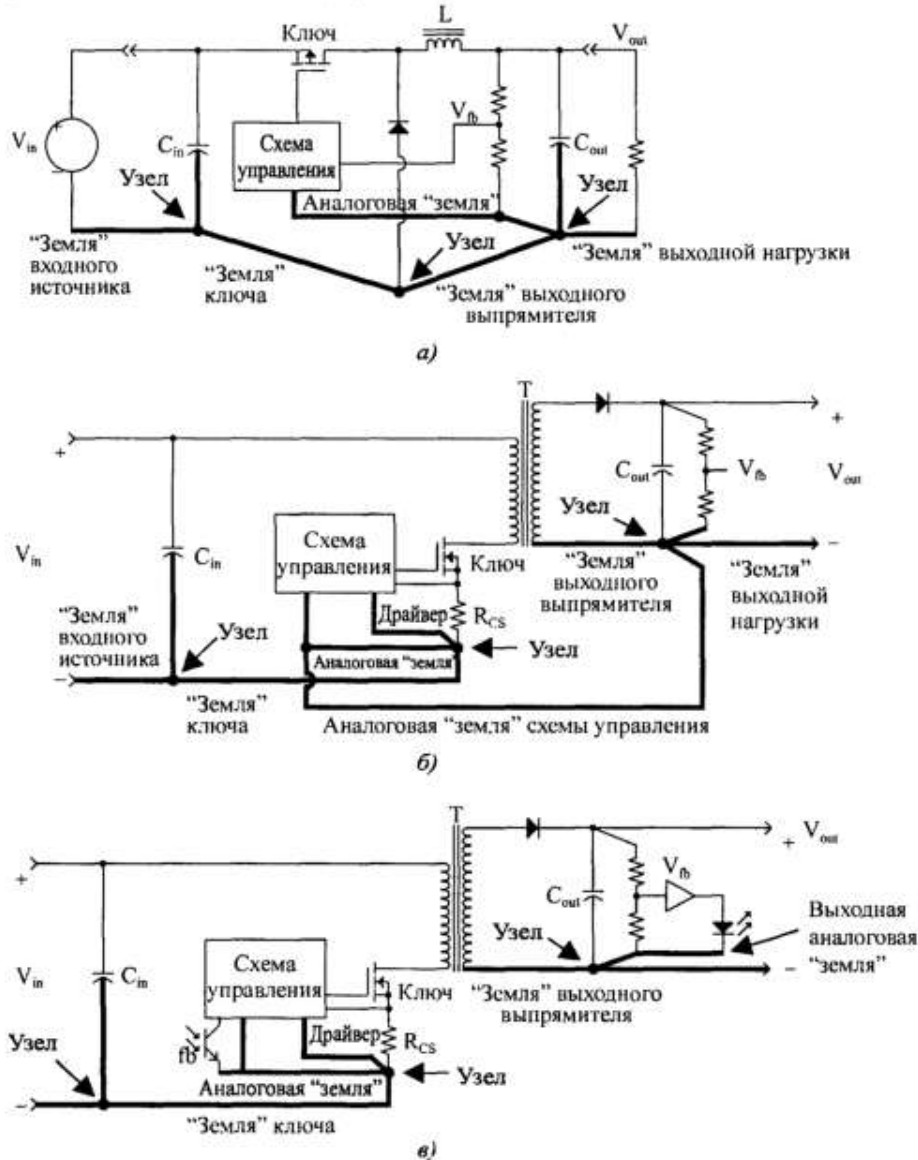 Ключ
L
V_out
V_in
C_in
Схема
управления
V_fb
C_out
Узел
Узел
Аналоговая "земля"
Узел
"Земля"
входного
источника
"Земля"
ключа
"Земля" выходной нагрузки
"Земля" выходного
выпрямителя
а)
T
+
+
C_out
V_fb
V_out
V_in
C_in
Схема
управления
Ключ
Узел
−
"Земля"
выходного
выпрямителя
"Земля"
выходной
нагрузки
Драйвер
R_CS
"Земля"
входного
источника
Узел
Узел
Аналоговая "земля"
−
"Земля"
ключа
Аналоговая "земля" схемы управления
б)
T
+
+
V_out
V_fb
C_out
Выходная
аналоговая
"земля"
V_in
C_in
Схема
управления
Ключ
Узел
−
"Земля" выходного
выпрямителя
Драйвер
R_CS
Узел
fb
Узел
Аналоговая "земля"
−
"Земля" ключа
в)